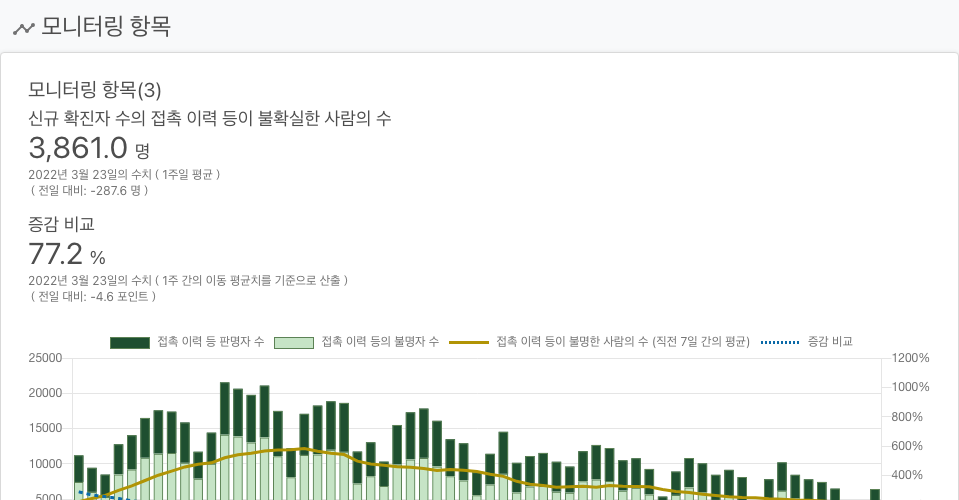 모니터링 항목
모니터링 항목(3)
신규 확진자 수의 접촉 이력 등이 불확실한 사람의 수
3,861.0 명
2022년 3월 23일의 수치 ( 1주일 평균 )
( 전일 대비: -287.6 명 )
증감 비교
77.2 %
2022년 3월 23일의 수치 ( 1주 간의 이동 평균치를 기준으로 산출 )
( 전일 대비: -4.6 포인트 )
접촉 이력 등 판명자 수 접촉 이력 등의 불명자 수 접촉 이력 등이 불명한 사람의 수 (직전 7일 간의 평균) 증감 비교
25000 1200%
20000 1000%
15000 800%
10000 600%
5000 400%